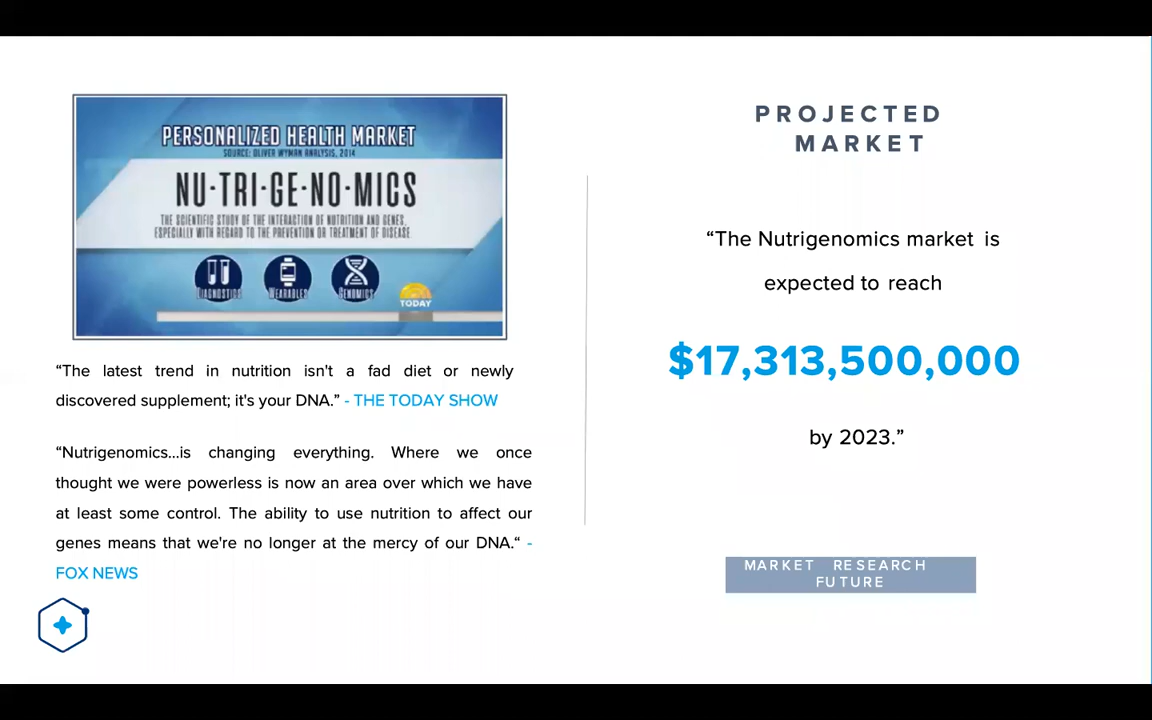 PERSONALIZED HEALTH MARKET
SOURCE: OLIVER WYMAN ANALYSIS, 2014
NU·TRI·GE·NO·MICS
THE SCIENTIFIC STUDY OF THE INTERACTION OF NUTRITION AND GENES,
ESPECIALLY WITH REGARD TO THE PREVENTION OR TREATMENT OF DISEASE
DIAGNOSTICS WEARABLES GENOMICS
TODAY
“The latest trend in nutrition isn't a fad diet or newly
discovered supplement; it's your DNA.” - THE TODAY SHOW
“Nutrigenomics...is changing everything. Where we once
thought we were powerless is now an area over which we have
at least some control. The ability to use nutrition to affect our
genes means that we're no longer at the mercy of our DNA.“ -
FOX NEWS
PROJECTED
MARKET
“The Nutrigenomics market is
expected to reach
$17,313,500,000
by 2023.”
MARKET RESEARCH
FUTURE